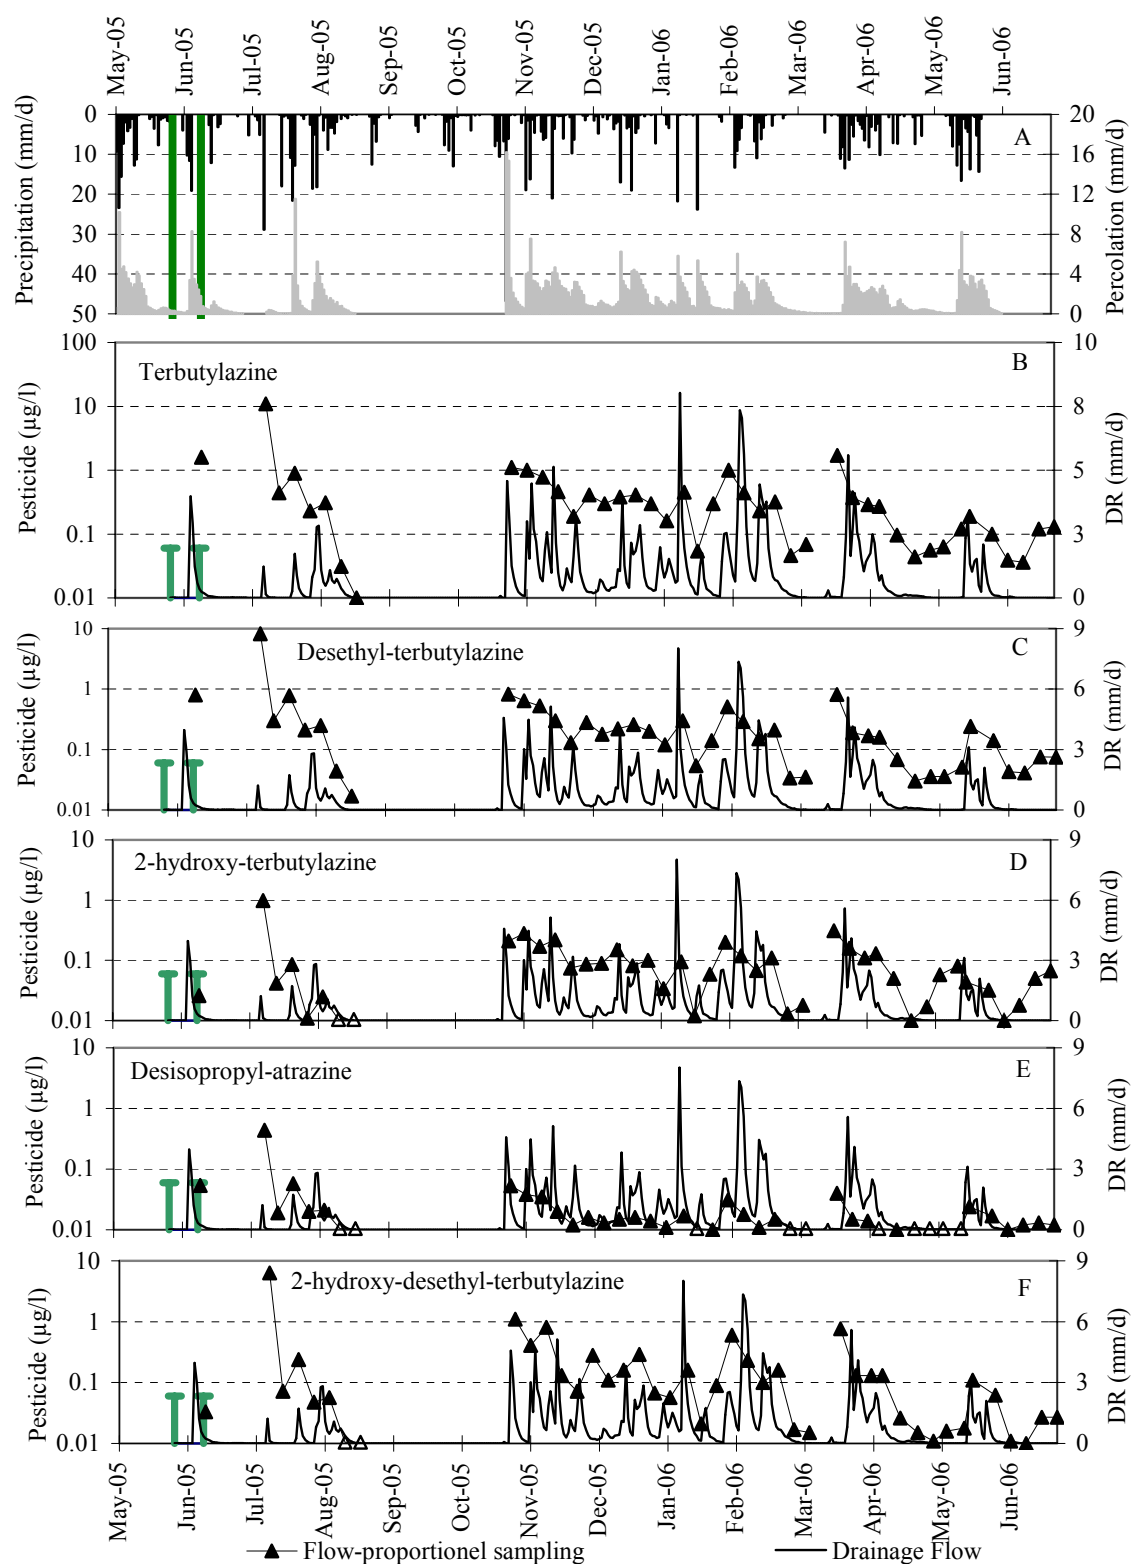 May-05 Jun-05 Jul-05 Aug-05 Sep-05 Oct-05 Nov-05 Dec-05 Jan-06 Feb-06 Mar-06 Apr-06 May-06 Jun-06
Precipitation (mm/d)
0
10
20
30
40
50
A
20
16
12
8
4
0
Percolation (mm/d)
Pesticide (µg/l)
100
10
1
0.1
0.01
Terbutylazine
B
10
8
5
3
0
DR (mm/d)
Pesticide (µg/l)
10
1
0.1
0.01
Desethyl-terbutylazine
C
9
6
3
0
DR (mm/d)
Pesticide (µg/l)
10
1
0.1
0.01
2-hydroxy-terbutylazine
D
9
6
3
0
DR (mm/d)
Pesticide (µg/l)
10
1
0.1
0.01
Desisopropyl-atrazine
E
9
6
3
0
DR (mm/d)
Pesticide (µg/l)
10
1
0.1
0.01
2-hydroxy-desethyl-terbutylazine
F
9
6
3
0
DR (mm/d)
May-05 Jun-05 Jul-05 Aug-05 Sep-05 Oct-05 Nov-05 Dec-05 Jan-06 Feb-06 Mar-06 Apr-06 May-06 Jun-06
Flow-proportionel sampling Drainage Flow